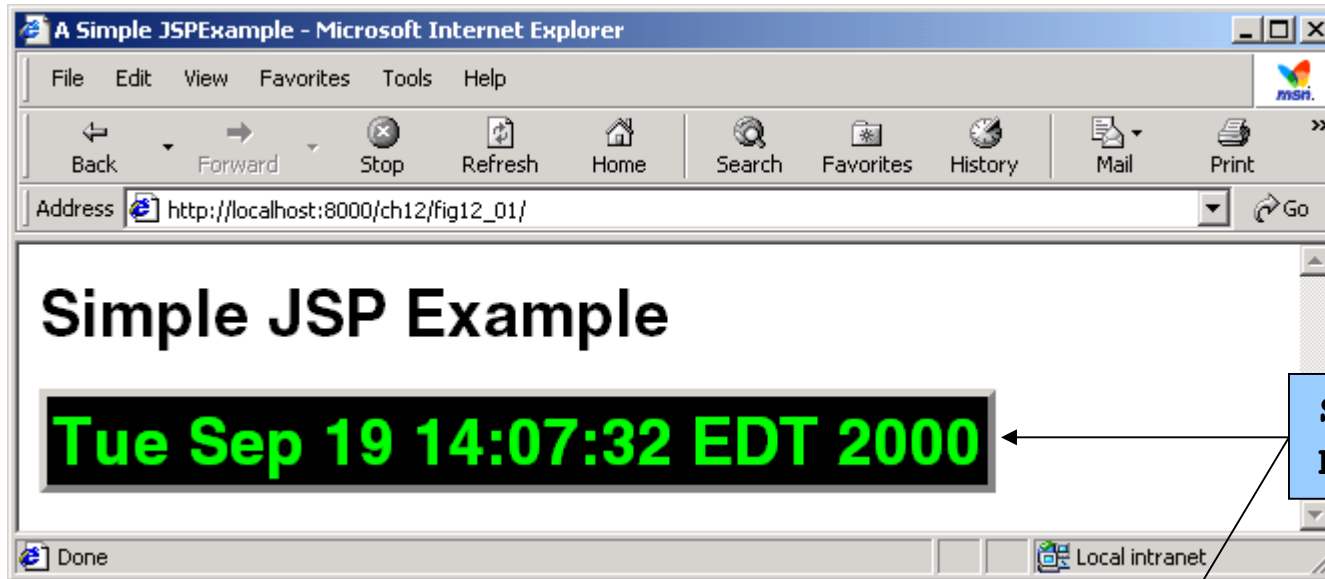 A Simple JSPExample - Microsoft Internet Explorer
File Edit View Favorites Tools Help
msn.
Back Forward Stop Refresh Home Search Favorites History Mail Print »
Address http://localhost:8000/ch12/fig12_01/ Go
Simple JSP Example
Tue Sep 19 14:07:32 EDT 2000
Done Local intranet